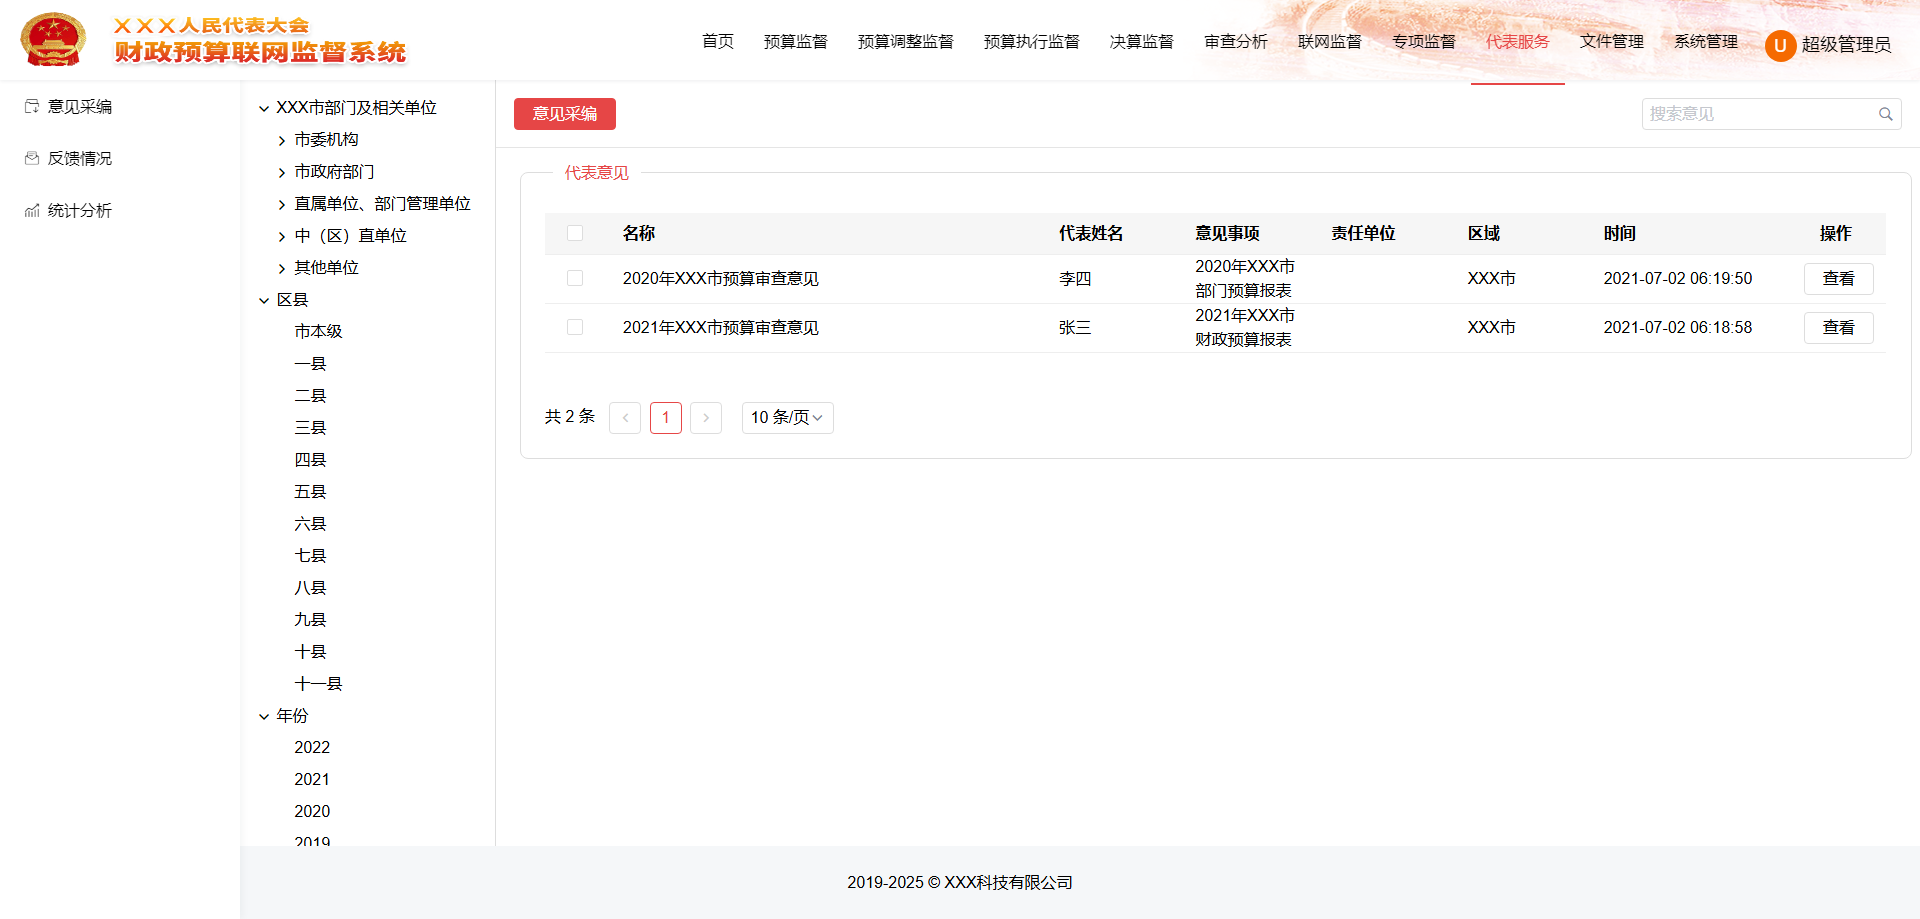 XXX人民代表大会
财政预算联网监督系统
首页 预算监督 预算调整监督 预算执行监督 决算监督 审查分析 联网监督 专项监督 代表服务 文件管理 系统管理 U 超级管理员
意见采编
反馈情况
统计分析
XXX市部门及相关单位
市委机构
市政府部门
直属单位、部门管理单位
中（区）直单位
其他单位
区县
市本级
一县
二县
三县
四县
五县
六县
七县
八县
九县
十县
十一县
年份
2022
2021
2020
2019
意见采编
搜索意见
代表意见
名称 代表姓名 意见事项 责任单位 区域 时间 操作
2020年XXX市预算审查意见 李四 2020年XXX市部门预算报表 XXX市 2021-07-02 06:19:50 查看
2021年XXX市预算审查意见 张三 2021年XXX市财政预算报表 XXX市 2021-07-02 06:18:58 查看
共 2 条 1 10 条/页
2019-2025 © XXX科技有限公司